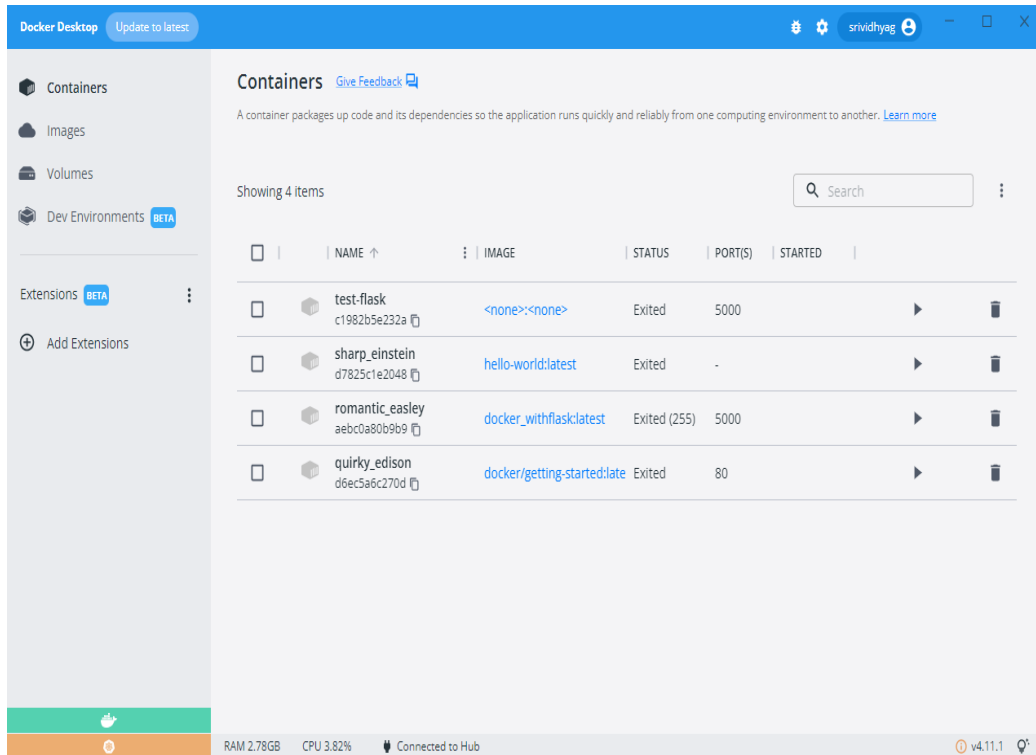 Docker Desktop Update to latest srividhyag
Containers
Images
Volumes
Dev Environments BETA
Extensions BETA
Add Extensions
Containers Give Feedback
A container packages up code and its dependencies so the application runs quickly and reliably from one computing environment to another. Learn more
Showing 4 items Search
NAME IMAGE STATUS PORT(S) STARTED
test-flask
c1982b5e232a
<none>:<none> Exited 5000
sharp_einstein
d7825c1e2048
hello-world:latest Exited -
romantic_easley
aebc0a80b9b9
docker_withflask:latest Exited (255) 5000
quirky_edison
d6ec5a6c270d
docker/getting-started:late Exited 80
RAM 2.78GB CPU 3.82% Connected to Hub v4.11.1